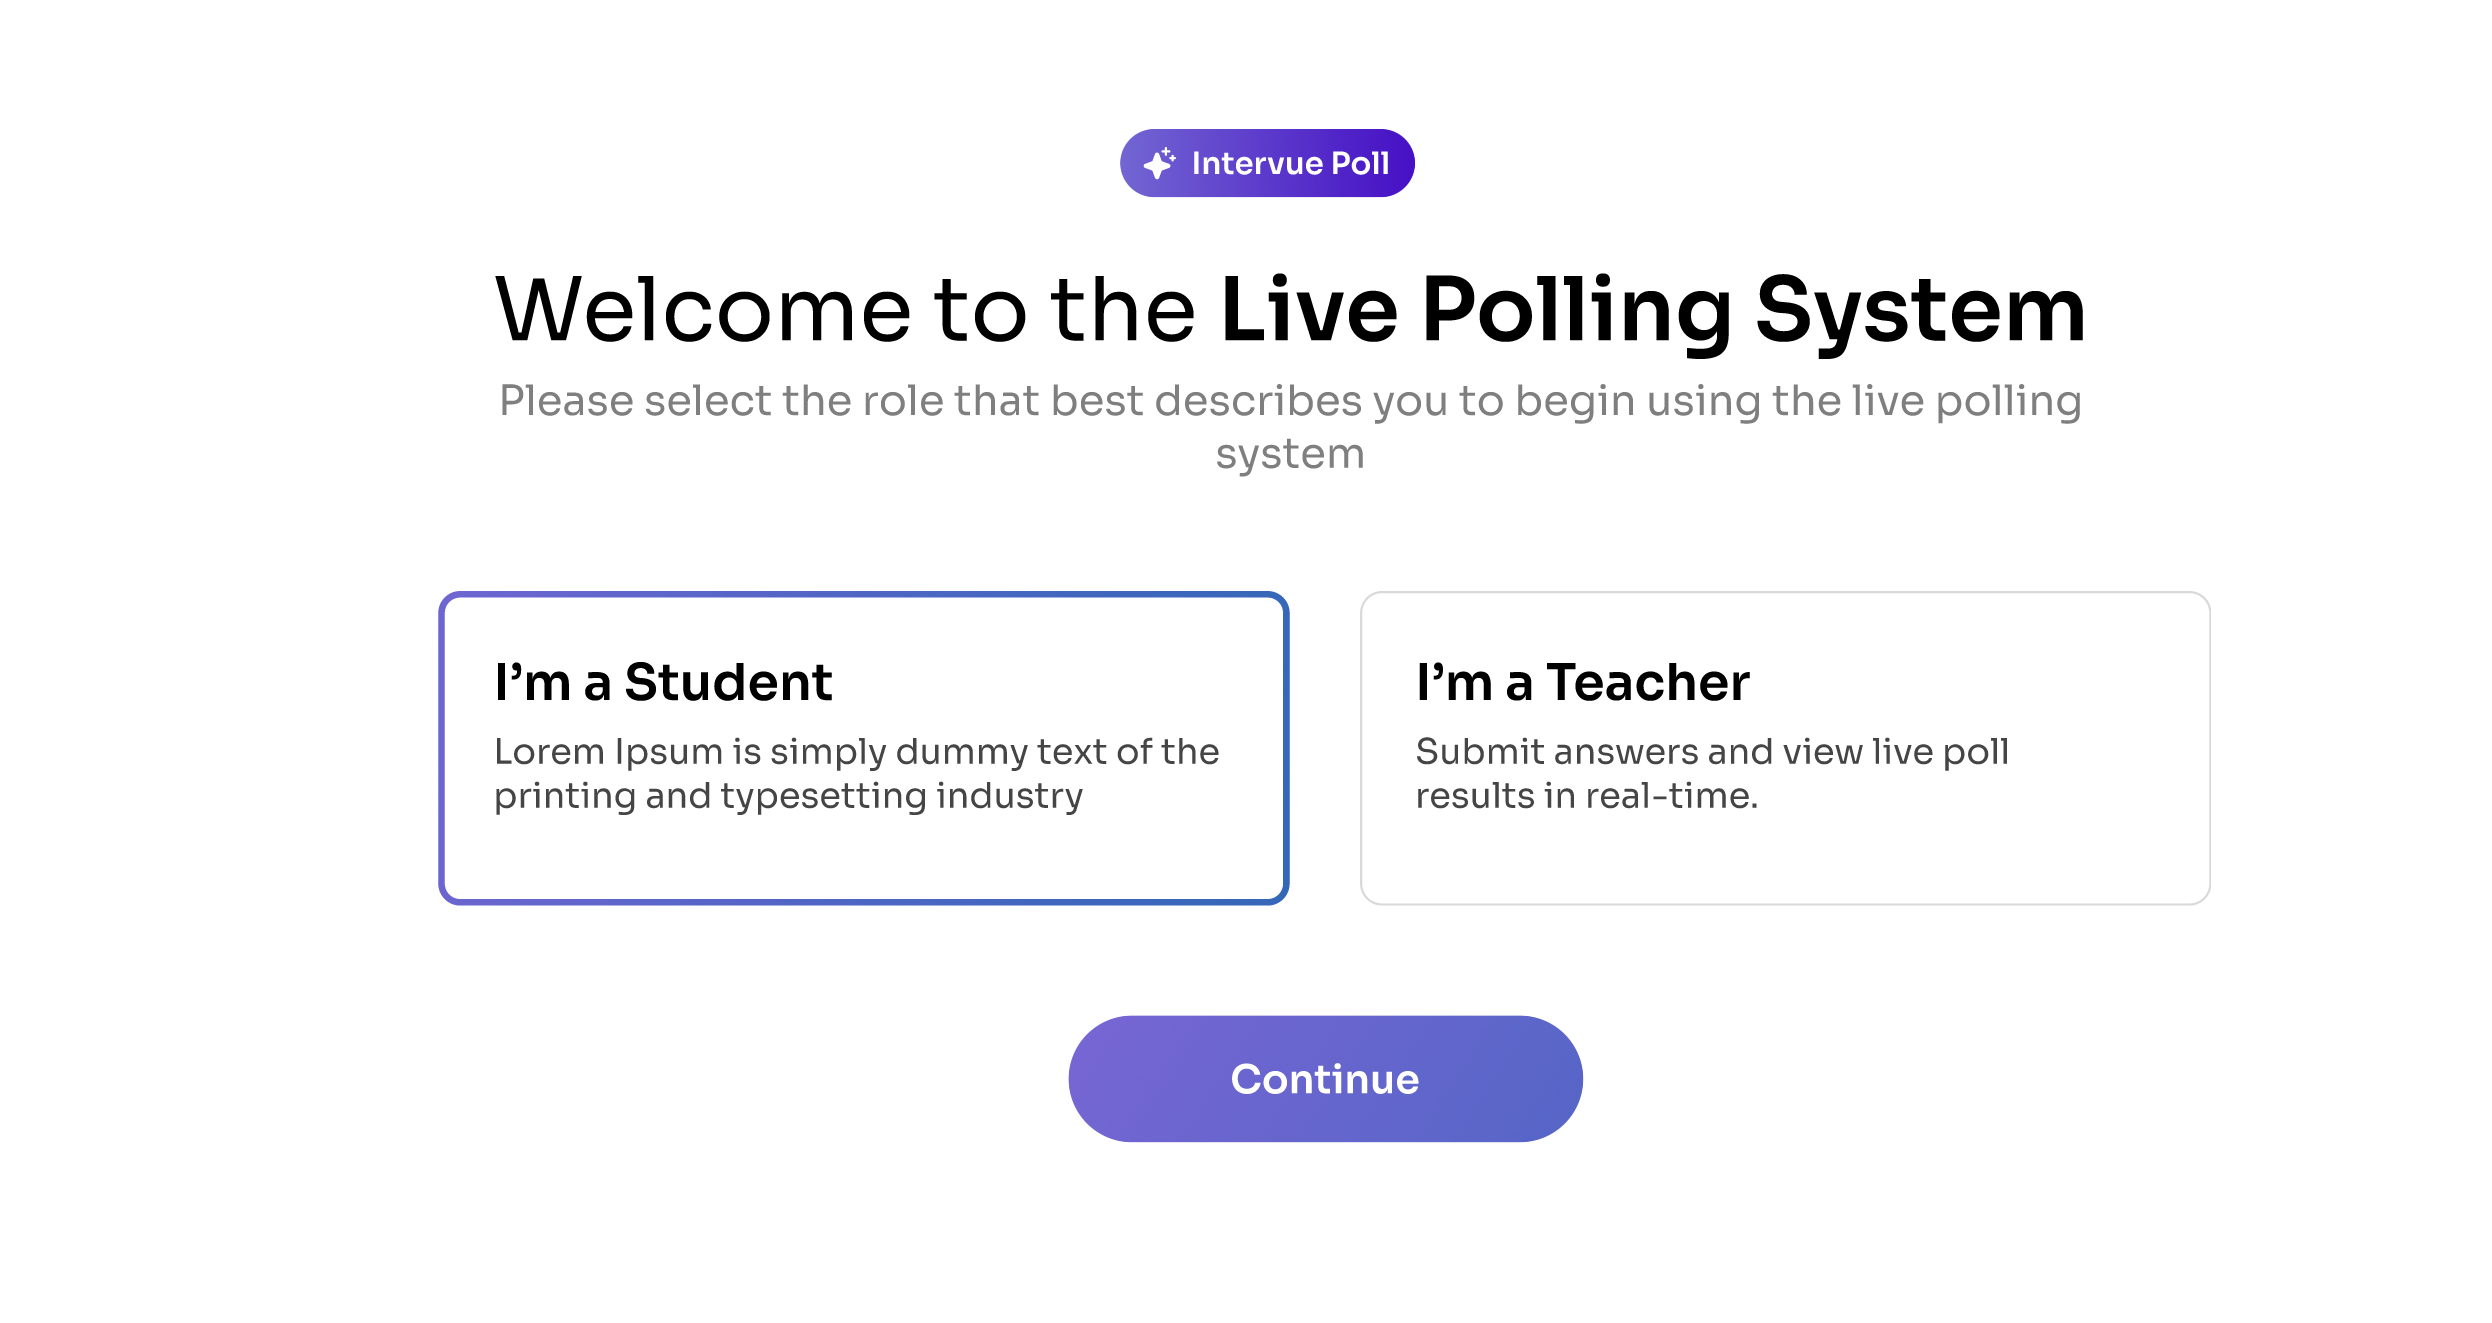 Intervue Poll
Welcome to the Live Polling System
Please select the role that best describes you to begin using the live polling
system
I’m a Student
Lorem Ipsum is simply dummy text of the
printing and typesetting industry
I’m a Teacher
Submit answers and view live poll
results in real-time.
Continue